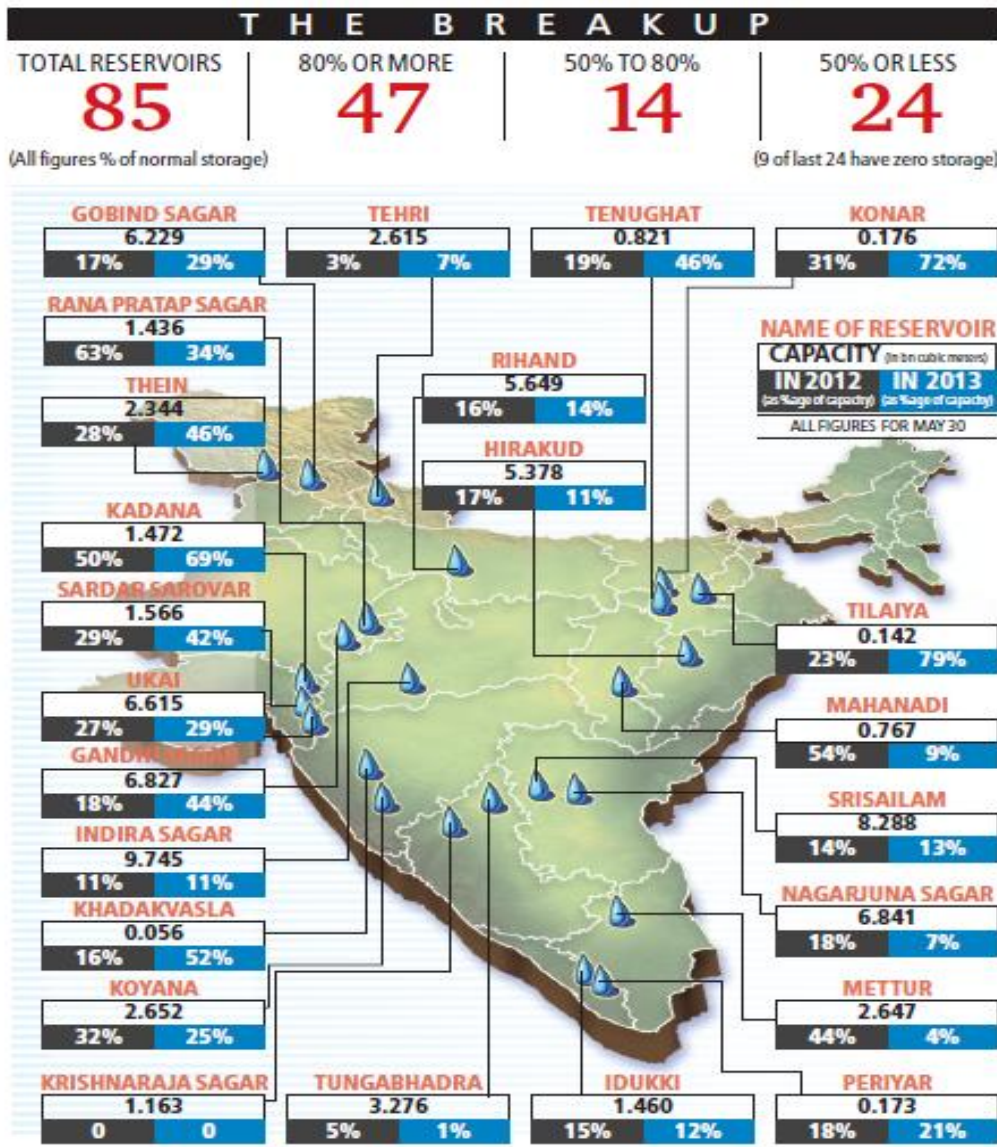 THE BREAKUP
TOTAL RESERVOIRS
85
(All figures % of normal storage)
80% OR MORE
47
50% TO 80%
14
50% OR LESS
24
(9 of last 24 have zero storage)
GOBIND SAGAR
6.229
17% 29%
TEHRI
2.615
3% 7%
TENUGHAT
0.821
19% 46%
KONAR
0.176
31% 72%
RANA PRATAP SAGAR
1.436
63% 34%
NAME OF RESERVOIR
CAPACITY (In bn cubic meters)
IN 2012 IN 2013
(as %age of capacity) (as %age of capacity)
ALL FIGURES FOR MAY 30
RIHAND
5.649
16% 14%
THEIN
2.344
28% 46%
HIRAKUD
5.378
17% 11%
KADANA
1.472
50% 69%
SARDAR SAROVAR
1.566
29% 42%
TILAIYA
0.142
23% 79%
UKAI
6.615
27% 29%
MAHANADI
0.767
54% 9%
GANDHI SAGAR
6.827
18% 44%
SRISAILAM
8.288
14% 13%
INDIRA SAGAR
9.745
11% 11%
NAGARJUNA SAGAR
6.841
18% 7%
KHADAKVASLA
0.056
16% 52%
KOYANA
2.652
32% 25%
METTUR
2.647
44% 4%
KRISHNARAJA SAGAR
1.163
0 0
TUNGABHADRA
3.276
5% 1%
IDUKKI
1.460
15% 12%
PERIYAR
0.173
18% 21%